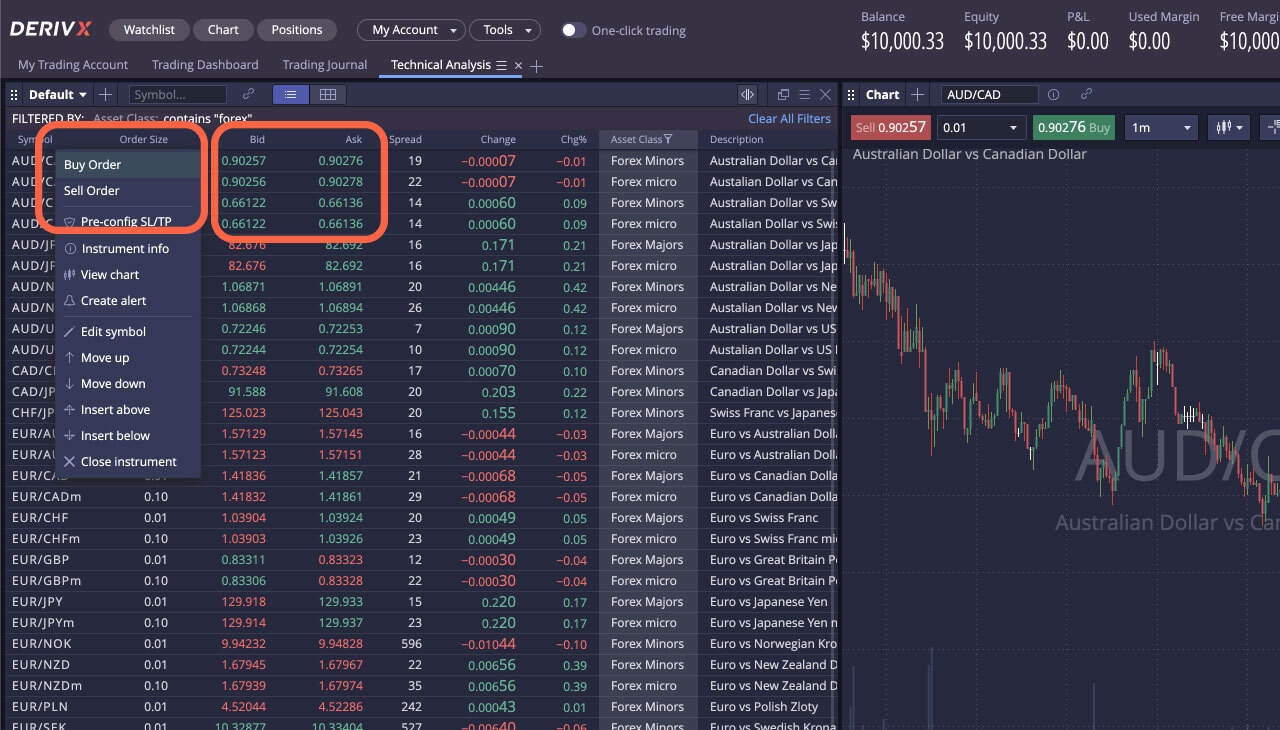 DERIV X Watchlist Chart Positions My Account Tools One-click trading
Balance Equity P&L Used Margin Free Margin
$10,000.33 $10,000.33 $0.00 $0.00 $10,000
My Trading Account Trading Dashboard Trading Journal Technical Analysis
Default Symbol... Chart AUD/CAD
FILTERED BY: Asset Class: contains "forex" Clear All Filters
Sell 0.90257 0.01 0.90276 Buy 1m
Australian Dollar vs Canadian Dollar
Symbol Order Size Bid Ask Spread Change Chg% Asset Class Description
AUD/C 0.90257 0.90276 19 −0.00007 −0.01 Forex Minors Australian Dollar vs Can
AUD/C 0.90256 0.90278 22 −0.00007 −0.01 Forex micro Austalian Dollar vs Can
AUD/C 0.66122 0.66136 14 0.00060 0.09 Forex Minors Australian Dollar vs Sw
AUD/C 0.66122 0.66136 14 0.00060 0.09 Forex micro Australian Dollar vs Swi
AUD/JP 82.676 82.692 16 0.171 0.21 Forex Majors Australian Dollar vs Jap
AUD/JP 82.676 82.692 16 0.171 0.21 Forex micro Australian Dollar vs Jap
AUD/N 1.06871 1.06891 20 0.00446 0.42 Forex Minors Australian Dollar vs Ne
AUD/N 1.06868 1.06894 26 0.00446 0.42 Forex micro Australian Dollar vs Ne
AUD/U 0.72246 0.72253 7 0.00090 0.12 Forex Majors Australian Dollar vs US
AUD/U 0.72244 0.72254 10 0.00090 0.12 Forex micro Australian Dollar vs US
CAD/CH 0.73248 0.73265 17 0.00070 0.10 Forex Minors Canadian Dollar vs Swi
CAD/JP 91.588 91.608 20 0.203 0.22 Forex Minors Canadian Dollar vs Japa
CHF/JP 125.023 125.043 20 0.155 0.12 Forex Minors Swiss Franc vs Japanese
EUR/AU 1.57129 1.57145 16 −0.00044 −0.03 Forex Majors Euro vs Australian Dolla
EUR/AU 1.57123 1.57151 28 −0.00044 −0.03 Forex micro Euro vs Australian Dolla
EUR/CAD 0.01 1.41836 1.41857 21 −0.00068 −0.05 Forex Majors Euro vs Canadian Dolla
EUR/CADm 0.10 1.41832 1.41861 29 −0.00068 −0.05 Forex micro Euro vs Canadian Dolla
EUR/CHF 0.01 1.03904 1.03924 20 0.00049 0.05 Forex Majors Euro vs Swiss Franc
EUR/CHFm 0.10 1.03903 1.03926 23 0.00049 0.05 Forex micro Euro vs Swiss Franc mi
EUR/GBP 0.01 0.83311 0.83323 12 −0.00030 −0.04 Forex Majors Euro vs Great Britain P
EUR/GBPm 0.10 0.83306 0.83328 22 −0.00030 −0.04 Forex micro Euro vs Great Britain P
EUR/JPY 0.01 129.918 129.933 15 0.220 0.17 Forex Majors Euro vs Japanese Yen
EUR/JPYm 0.10 129.914 129.937 23 0.220 0.17 Forex micro Euro vs Japanese Yen m
EUR/NOK 0.01 9.94232 9.94828 596 −0.01044 −0.10 Forex Minors Euro vs Norwegian Kro
EUR/NZD 0.01 1.67945 1.67967 22 0.00656 0.39 Forex Minors Euro vs New Zealand D
EUR/NZDm 0.10 1.67939 1.67974 35 0.00656 0.39 Forex micro Euro vs New Zealand D
EUR/PLN 0.01 4.52044 4.52286 242 0.00043 0.01 Forex Minors Euro vs Polish Zloty
EUR/SEK 0.01 10.32877 10.33404 527 −0.00640 −0.06 Forex Minors Euro vs Swedish Krona
Buy Order
Sell Order
Pre-config SL/TP
Instrument info
View chart
Create alert
Edit symbol
Move up
Move down
Insert above
Insert below
Close instrument
AUD/C
Australian Dollar vs Can